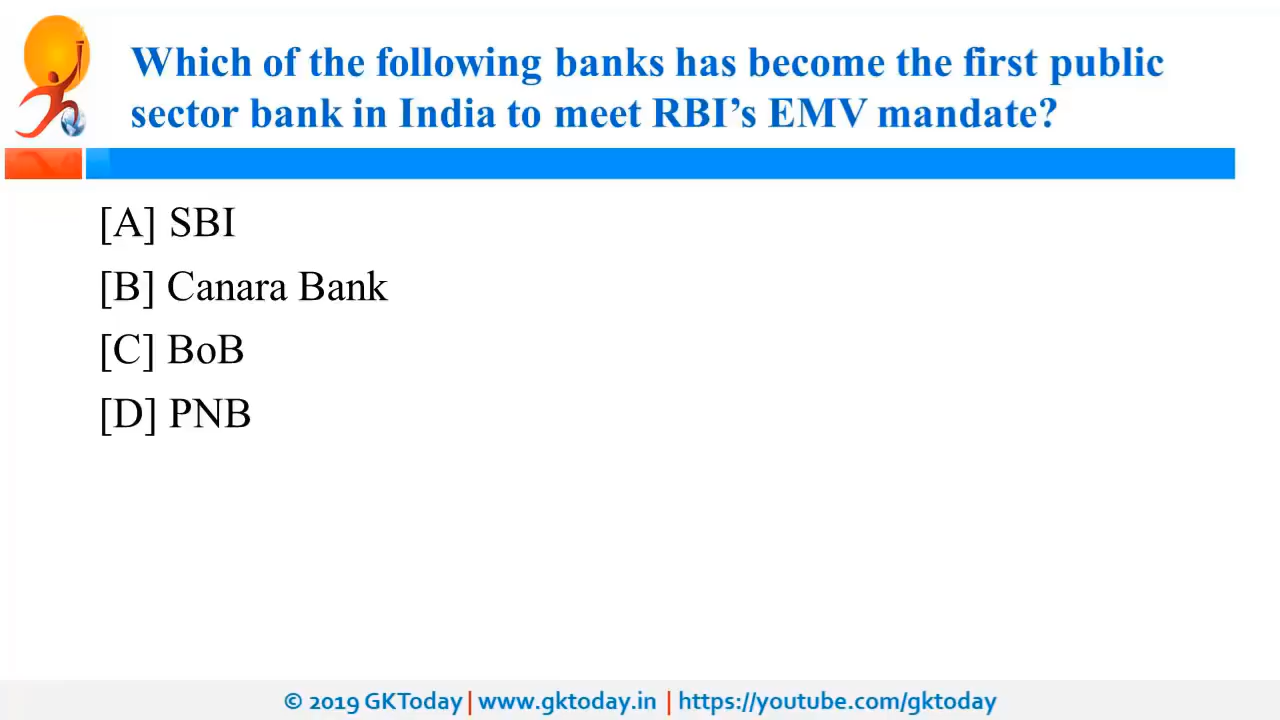 Which of the following banks has become the first public
sector bank in India to meet RBI’s EMV mandate?
[A] SBI
[B] Canara Bank
[C] BoB
[D] PNB
© 2019 GKToday | www.gktoday.in | https://youtube.com/gktoday